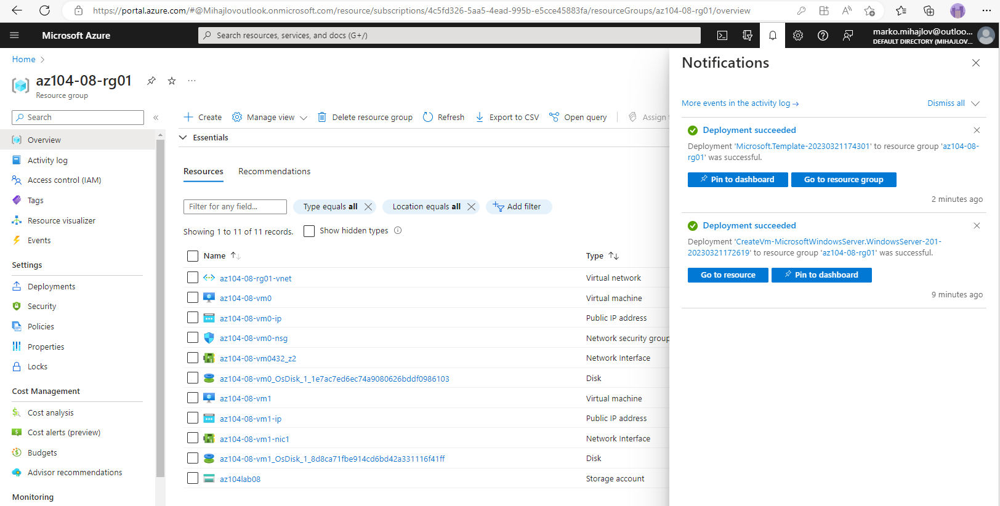 https://portal.azure.com/#@Mihajlovoutlook.onmicrosoft.com/resource/subscriptions/4c5fd326-5aa5-4ead-995b-e5cce45883fa/resourceGroups/az104-08-rg01/overview
Microsoft Azure
Search resources, services, and docs (G+/)
marko.mihajlov@outloo...
DEFAULT DIRECTORY (MIHAJLOV...
Home
az104-08-rg01
Resource group
Search
Overview
Activity log
Access control (IAM)
Tags
Resource visualizer
Events
Settings
Deployments
Security
Policies
Properties
Locks
Cost Management
Cost analysis
Cost alerts (preview)
Budgets
Advisor recommendations
Monitoring
Create Manage view Delete resource group Refresh Export to CSV Open query Assign
Essentials
Resources Recommendations
Filter for any field... Type equals all Location equals all Add filter
Showing 1 to 11 of 11 records. Show hidden types
Name Type
az104-08-rg01-vnet Virtual network
az104-08-vm0 Virtual machine
az104-08-vm0-ip Public IP address
az104-08-vm0-nsg Network security group
az104-08-vm0432_z2 Network Interface
az104-08-vm0_OsDisk_1_1e7ac7ed6ec74a9080626bddf0986103 Disk
az104-08-vm1 Virtual machine
az104-08-vm1-ip Public IP address
az104-08-vm1-nic1 Network Interface
az104-08-vm1_OsDisk_1_8d8ca71fbe914cd6bd42a331116f41ff Disk
az104lab08 Storage account
Notifications
More events in the activity log → Dismiss all
Deployment succeeded
Deployment 'Microsoft.Template-20230321174301' to resource group 'az104-08-
rg01' was successful.
Pin to dashboard Go to resource group
2 minutes ago
Deployment succeeded
Deployment 'CreateVm-MicrosoftWindowsServer.WindowsServer-201-
20230321172619' to resource group 'az104-08-rg01' was successful.
Go to resource Pin to dashboard
9 minutes ago